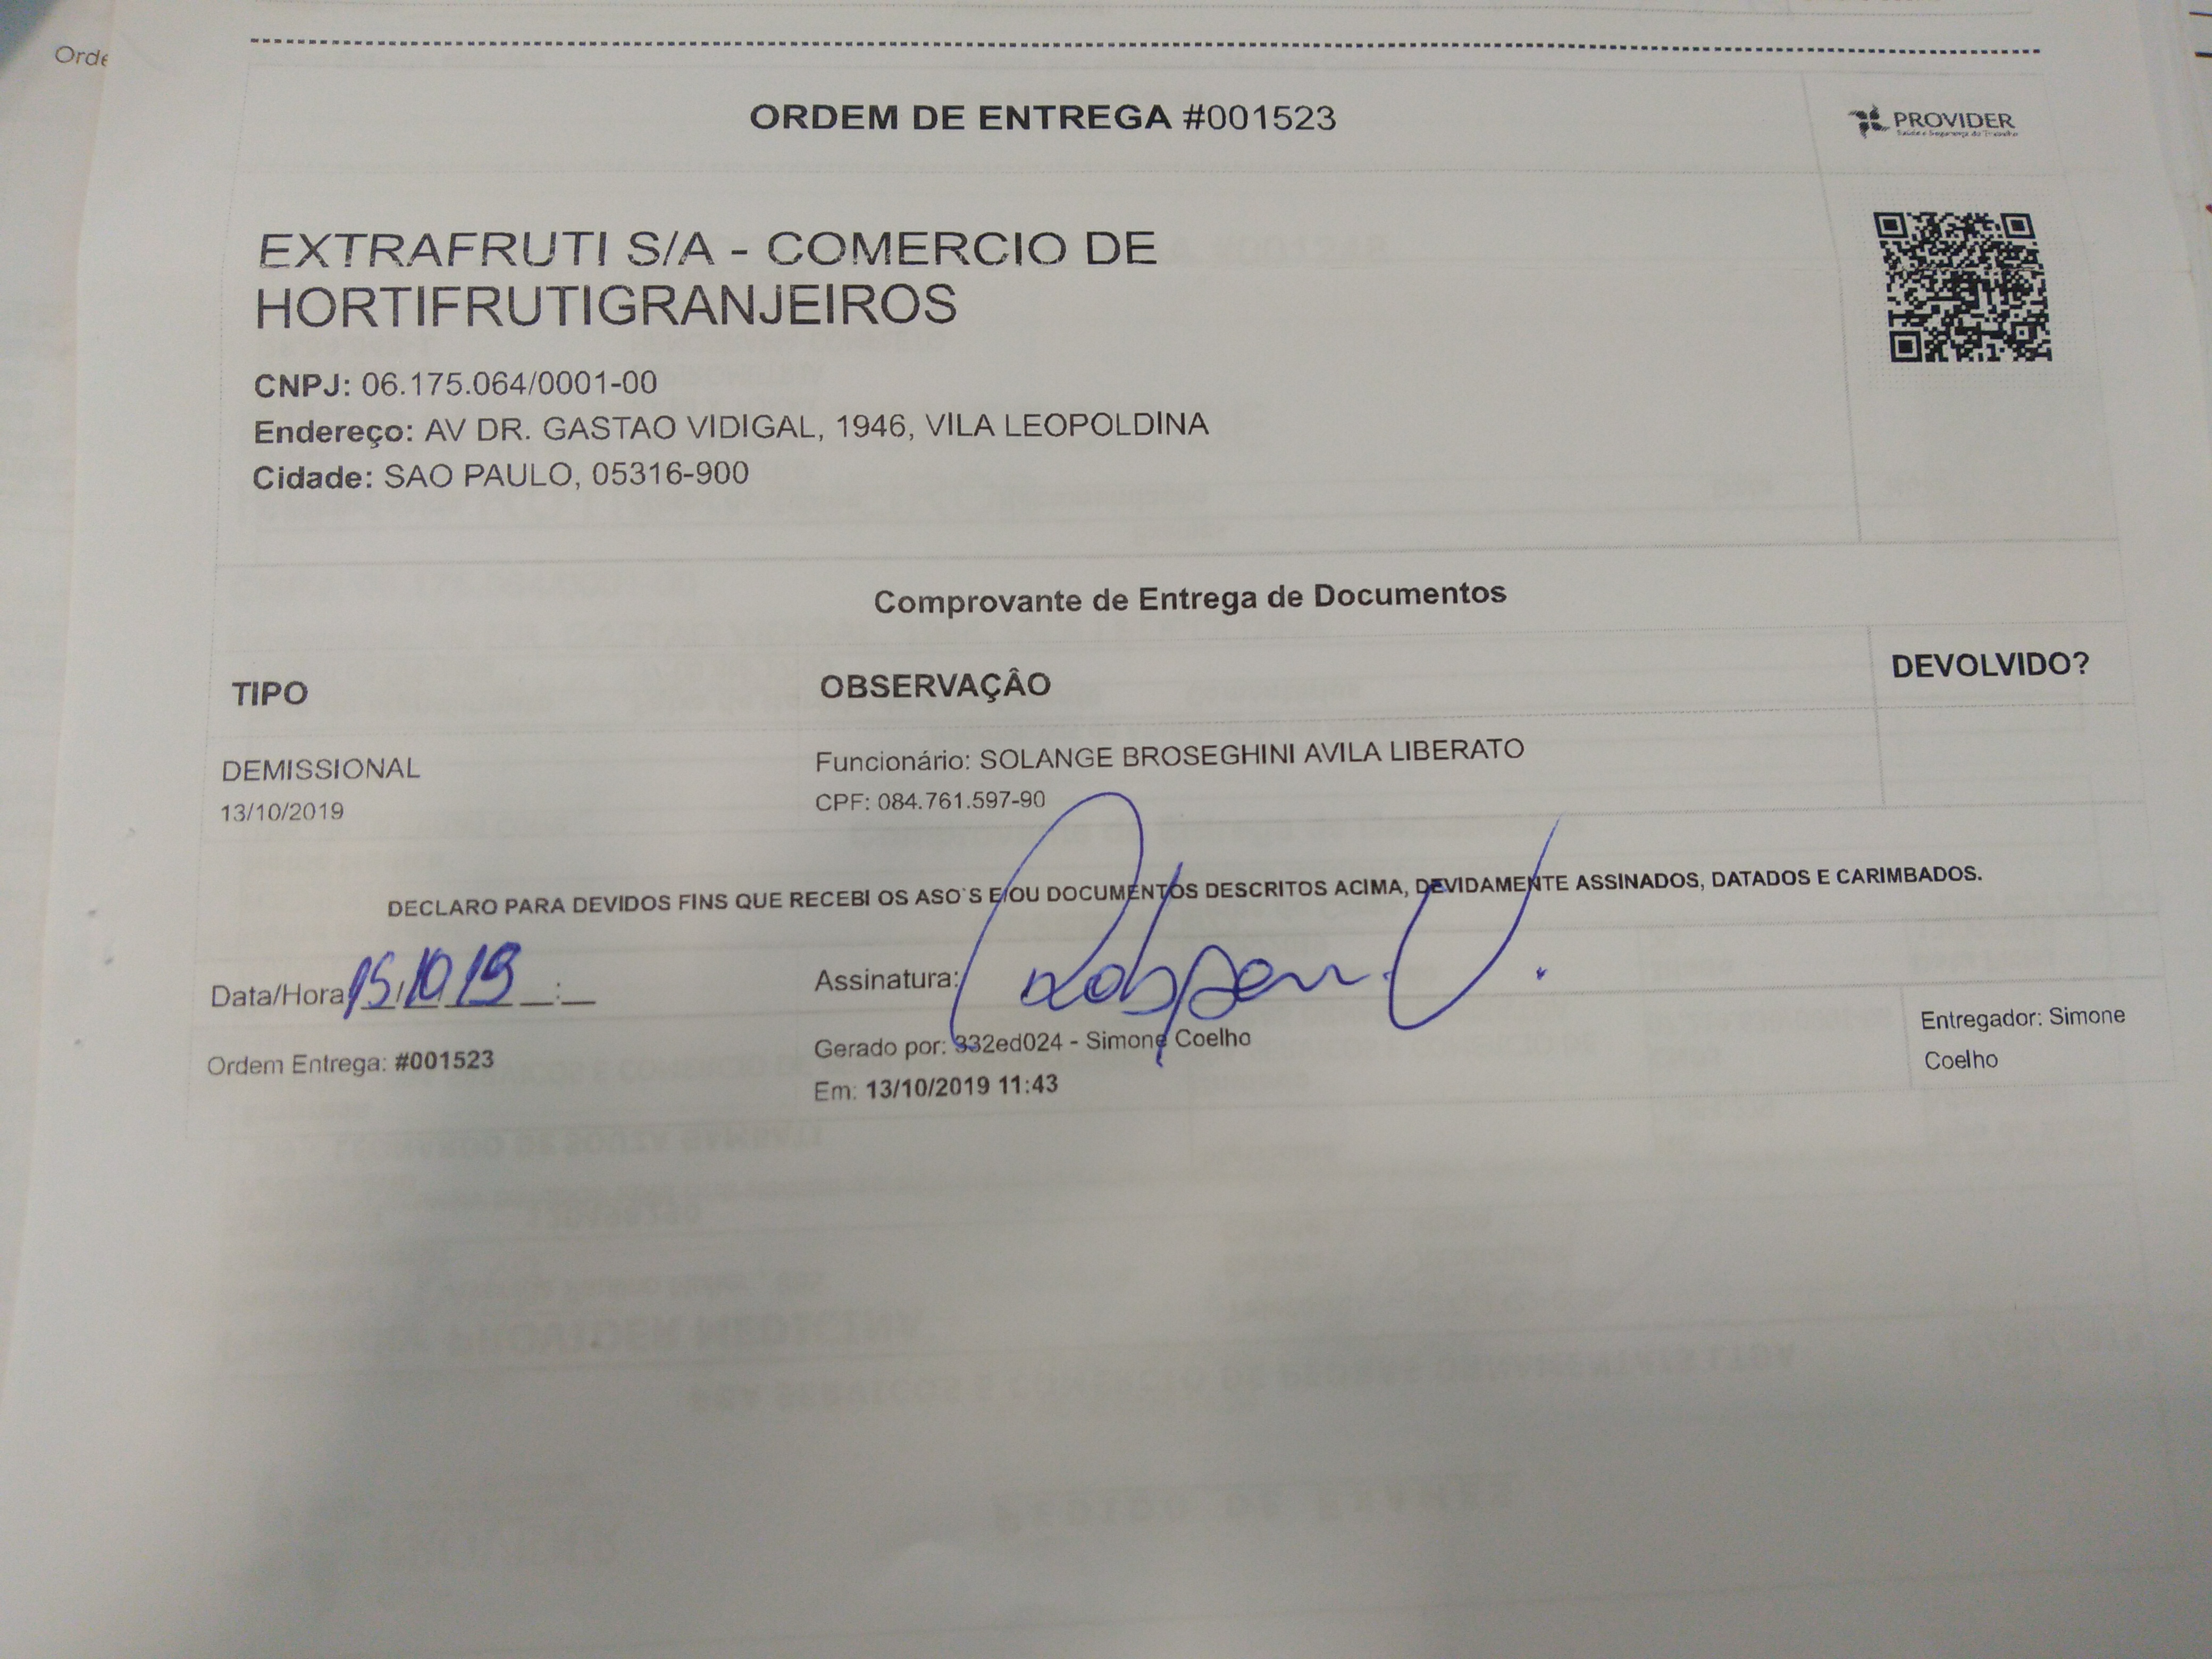 Orde
ORDEM DE ENTREGA #001523
PROVIDER
Saúde e Segurança do Trabalho
EXTRAFRUTI S/A - COMERCIO DE
HORTIFRUTIGRANJEIROS
CNPJ: 06.175.064/0001-00
Endereço: AV DR. GASTAO VIDIGAL, 1946, VILA LEOPOLDINA
Cidade: SAO PAULO, 05316-900
Comprovante de Entrega de Documentos
TIPO OBSERVAÇÂO DEVOLVIDO?
DEMISSIONAL Funcionário: SOLANGE BROSEGHINI AVILA LIBERATO
13/10/2019 CPF: 084.761.597-90
DECLARO PARA DEVIDOS FINS QUE RECEBI OS ASO`S E/OU DOCUMENTOS DESCRITOS ACIMA, DEVIDAMENTE ASSINADOS, DATADOS E CARIMBADOS.
Data/Hora 15/10/19 __:__ Assinatura:
Ordem Entrega: #001523 Gerado por: 332ed024 - Simone Coelho
Em: 13/10/2019 11:43
Entregador: Simone
Coelho